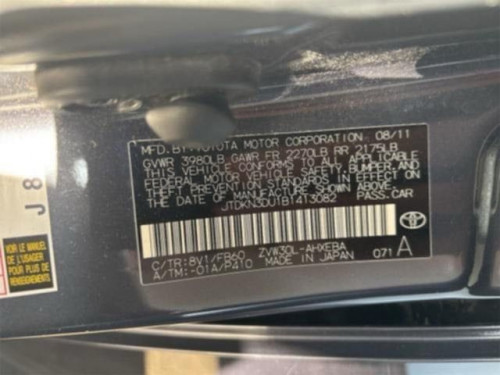 MFD. BY TOYOTA MOTOR CORPORATION 08/11
GVWR 3980LB GAWR FR 2270LB RR 2175LB
THIS VEHICLE CONFORMS TO ALL APPLICABLE
FEDERAL MOTOR VEHICLE SAFETY, BUMPER, AND
THEFT PREVENTION STANDARDS IN EFFECT ON
THE DATE OF MANUFACTURE SHOWN ABOVE.
JTDKN3DU1B1413082 PASS.CAR
C/TR: 8V1/FB60 ZVW30L-AHXEBA
A/TM: -01A/P410 MADE IN JAPAN 071 A
J 8
VOIR LE MANUEL
DE L'USAGER
POUR PLUS DE